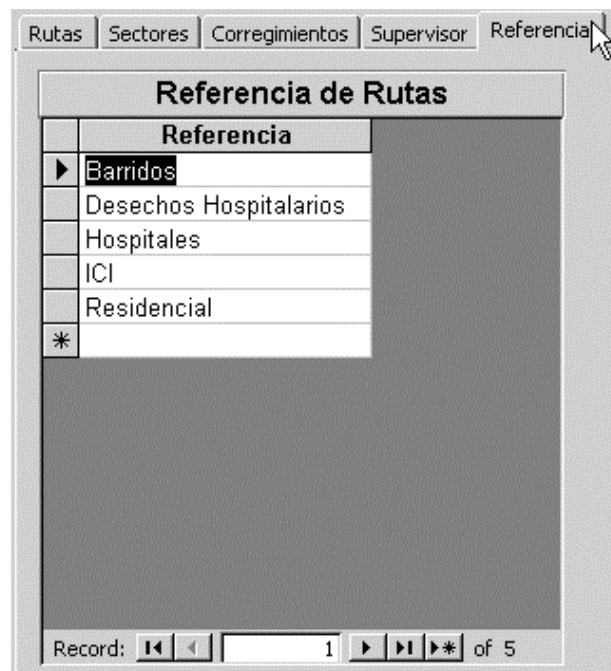 Rutas Sectores Corregimientos Supervisor Referencia
Referencia de Rutas
Referencia
Barridos
Desechos Hospitalarios
Hospitales
ICI
Residencial
Record: 1 of 5